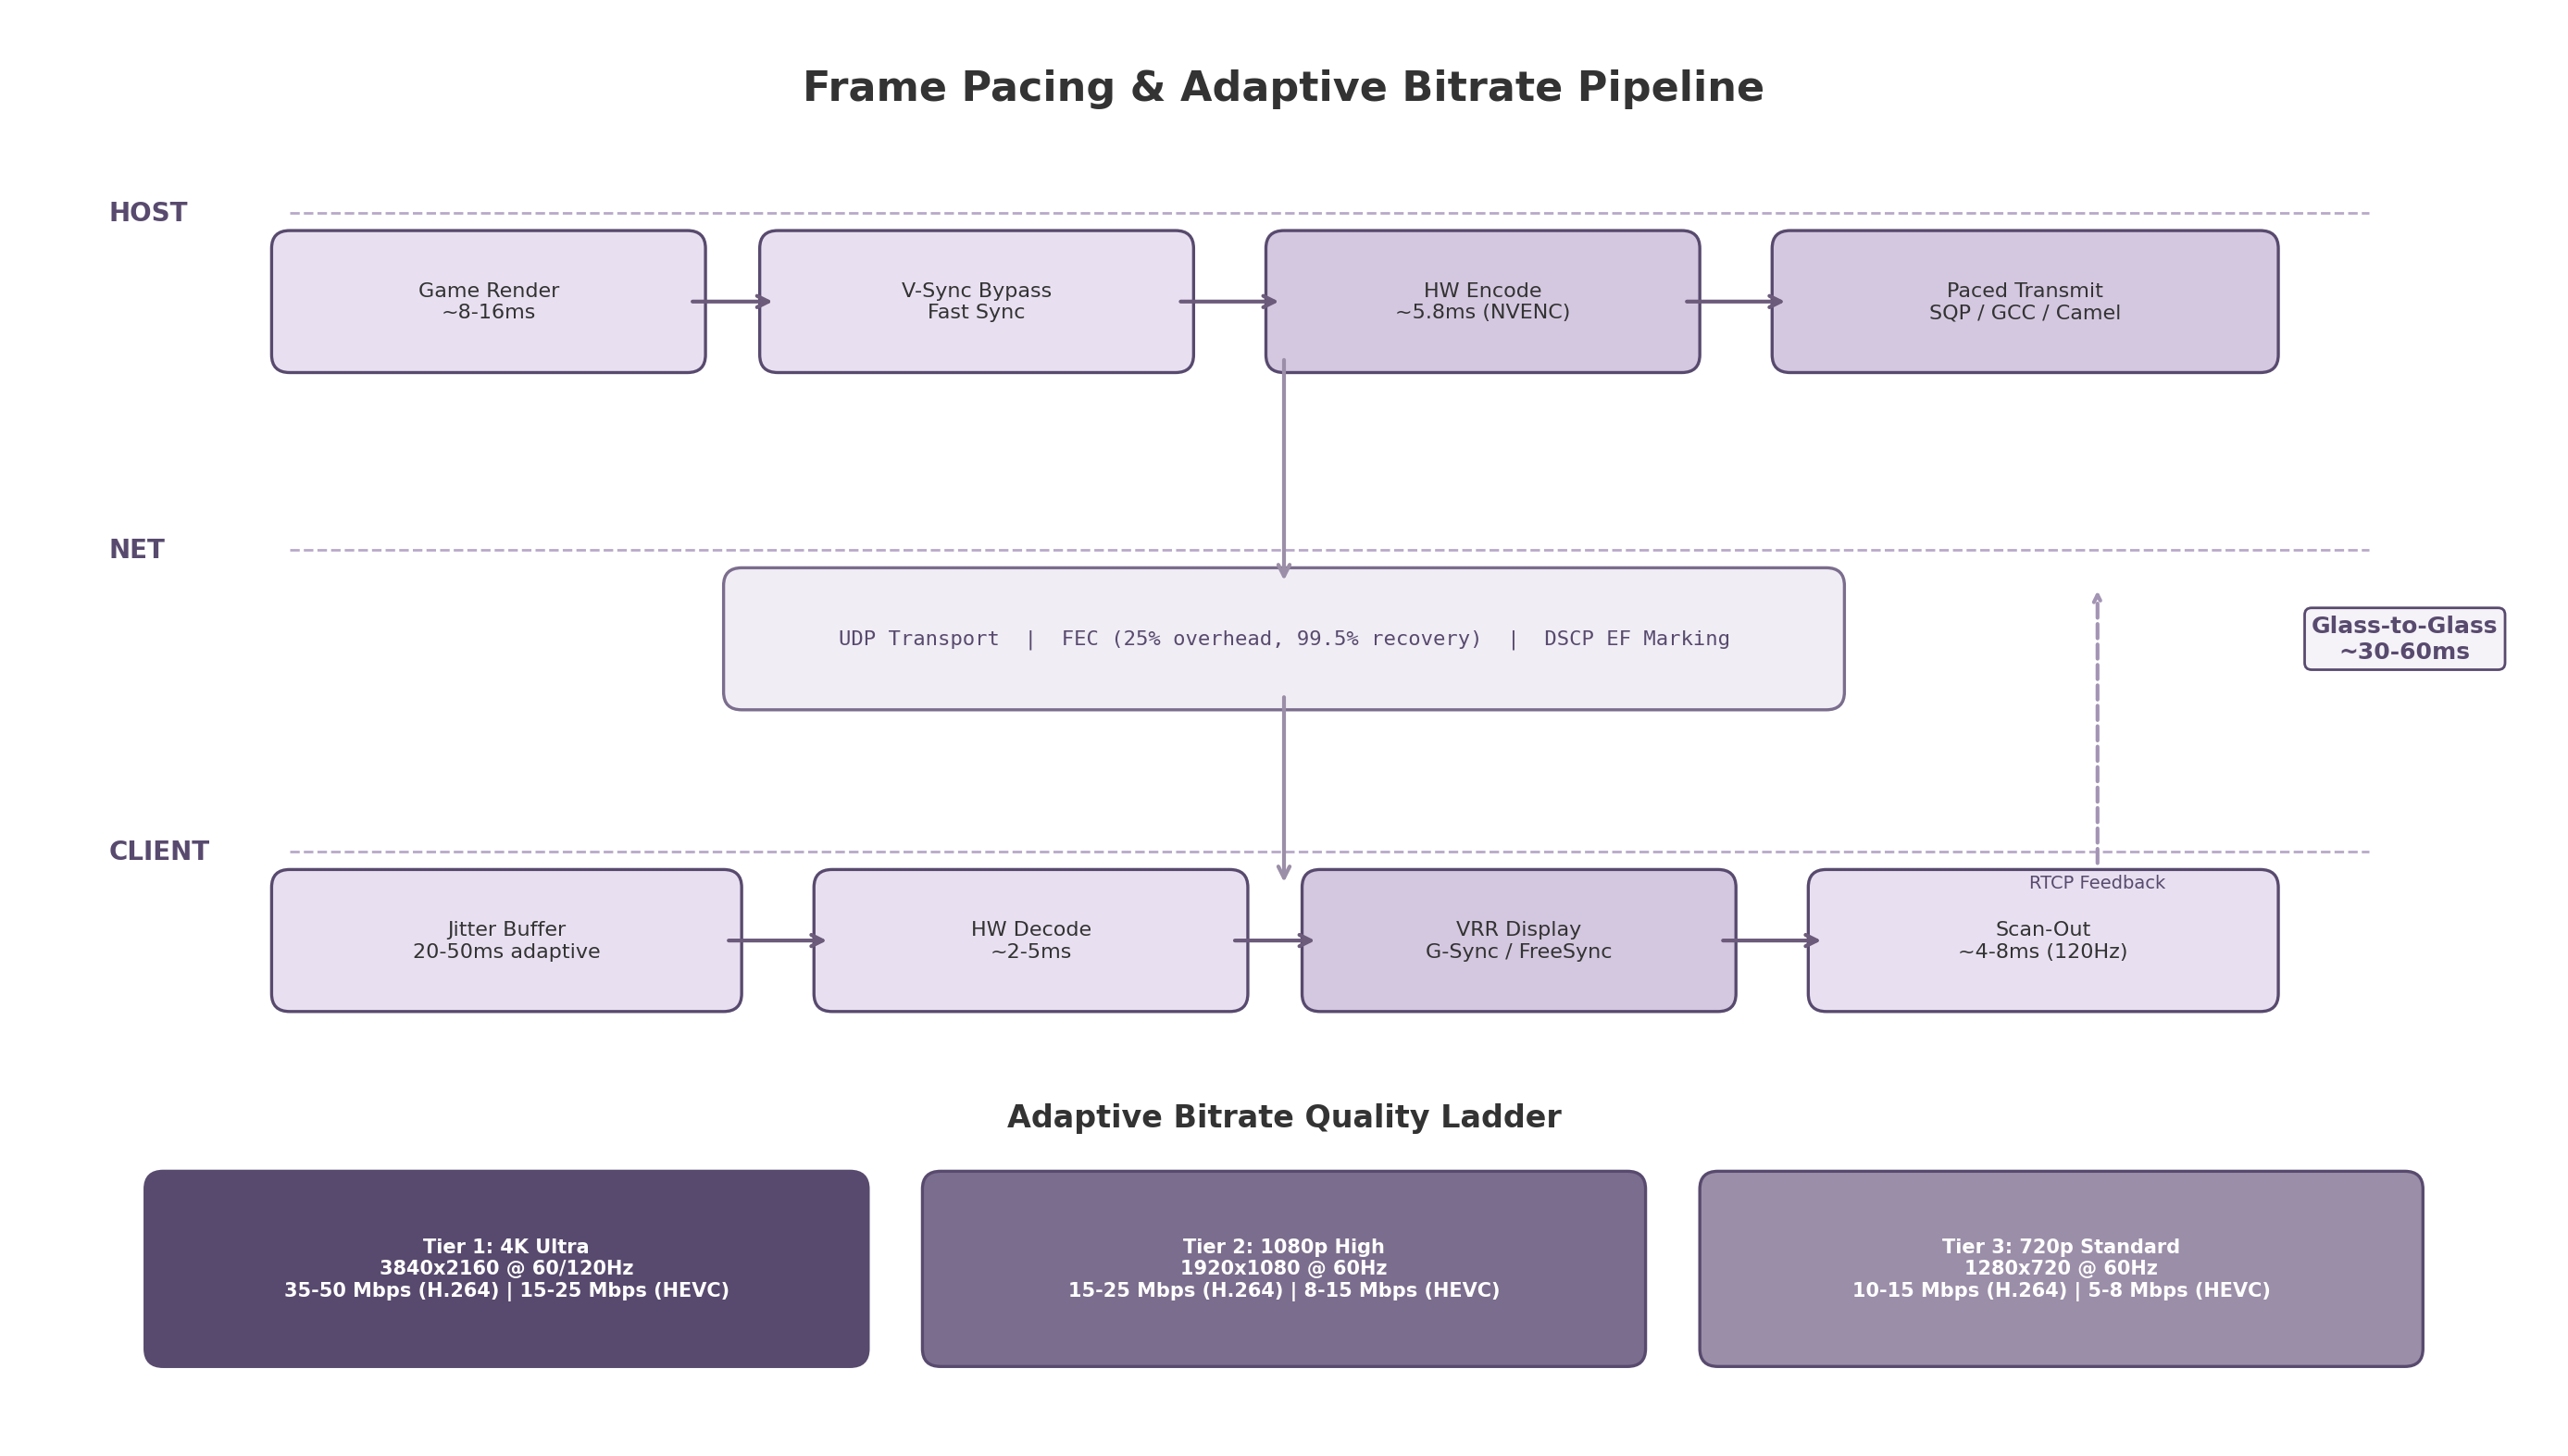 Frame Pacing & Adaptive Bitrate Pipeline
HOST
Game Render
~8-16ms
V-Sync Bypass
Fast Sync
HW Encode
~5.8ms (NVENC)
Paced Transmit
SQP / GCC / Camel
NET
UDP Transport | FEC (25% overhead, 99.5% recovery) | DSCP EF Marking
Glass-to-Glass
~30-60ms
CLIENT
Jitter Buffer
20-50ms adaptive
HW Decode
~2-5ms
VRR Display
G-Sync / FreeSync
RTCP Feedback
Scan-Out
~4-8ms (120Hz)
Adaptive Bitrate Quality Ladder
Tier 1: 4K Ultra
3840x2160 @ 60/120Hz
35-50 Mbps (H.264) | 15-25 Mbps (HEVC)
Tier 2: 1080p High
1920x1080 @ 60Hz
15-25 Mbps (H.264) | 8-15 Mbps (HEVC)
Tier 3: 720p Standard
1280x720 @ 60Hz
10-15 Mbps (H.264) | 5-8 Mbps (HEVC)